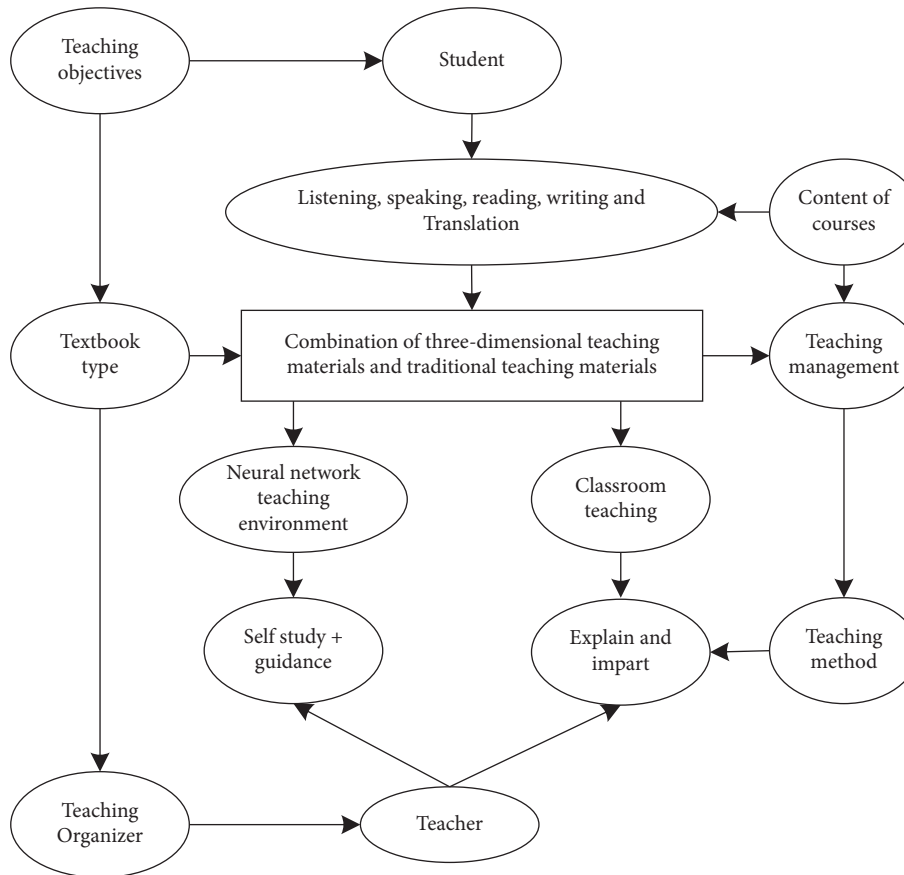 Teaching
objectives
Student
Listening, speaking, reading, writing and
Translation
Content of
courses
Textbook
type
Combination of three-dimensional teaching
materials and traditional teaching materials
Teaching
management
Neural network
teaching
environment
Classroom
teaching
Self study +
guidance
Explain and
impart
Teaching
method
Teaching
Organizer
Teacher